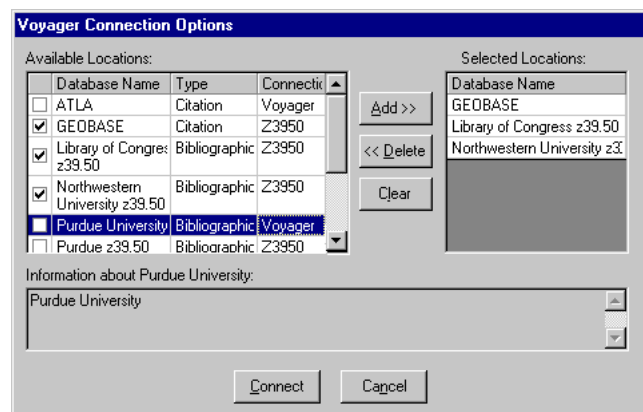 Voyager Connection Options
Available Locations:
Selected Locations:
Database Name Type Connectic
ATLA Citation Voyager
GEOBASE Citation Z3950
Library of Congres Bibliographic Z3950
z39.50
Northwestern Bibliographic Z3950
University z39.50
Purdue University Bibliographic Voyager
Purdue z39.50 Bibliographic Z3950
Add >>
<< Delete
Clear
Database Name
GEOBASE
Library of Congress z39.50
Northwestern University z3
Information about Purdue University:
Purdue University
Connect Cancel